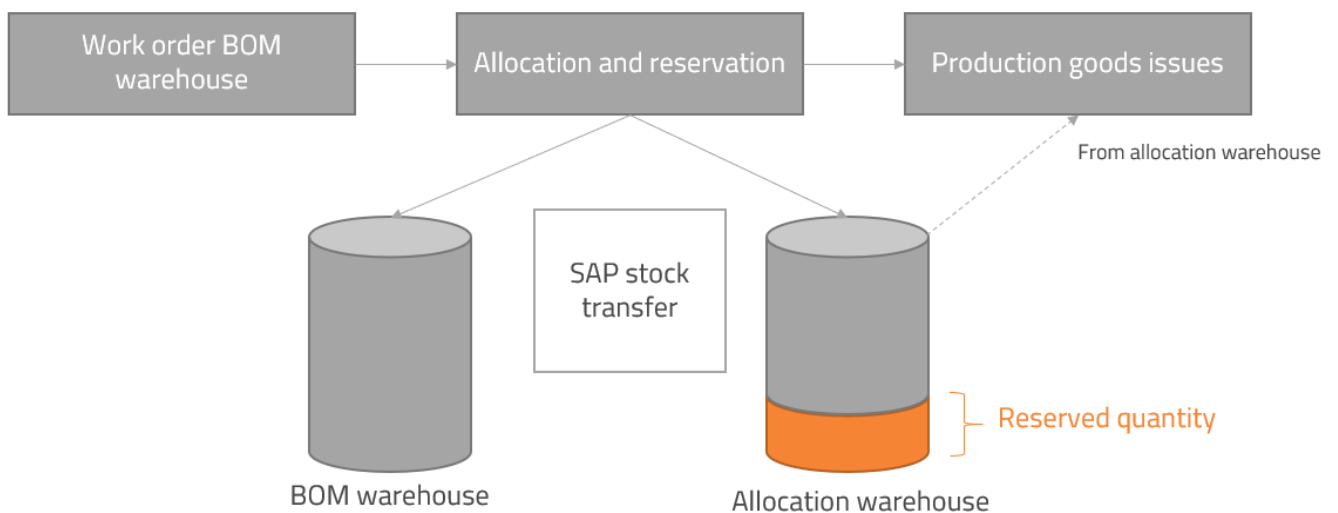 Work order BOM
warehouse
Allocation and reservation
Production goods issues
From allocation warehouse
SAP stock
transfer
Reserved quantity
BOM warehouse
Allocation warehouse